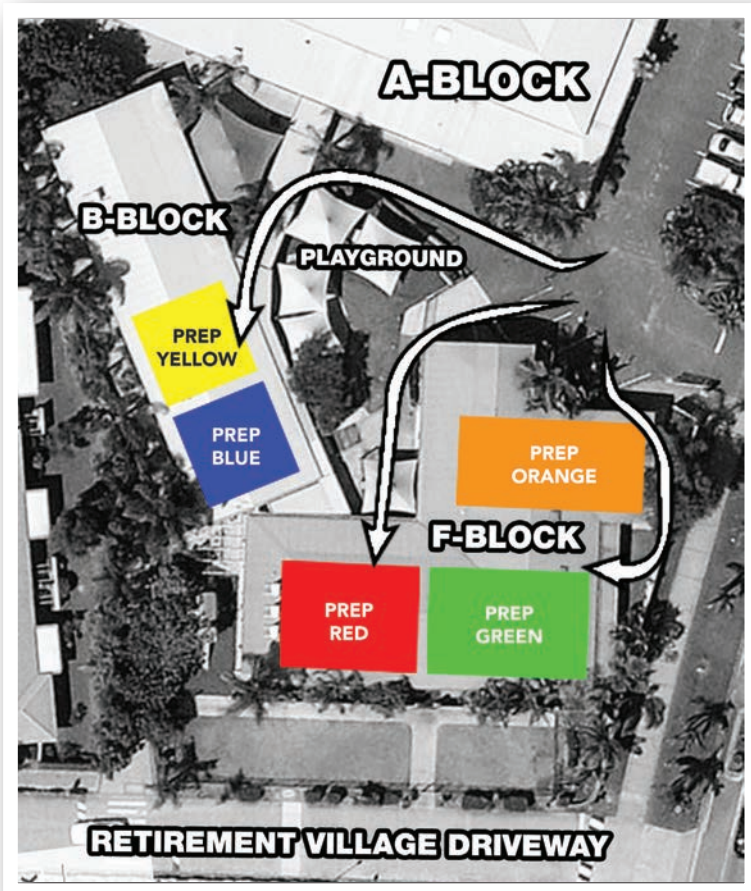 A-BLOCK
B-BLOCK
PLAYGROUND
PREP
YELLOW
PREP
BLUE
PREP
ORANGE
F-BLOCK
PREP
RED
PREP
GREEN
RETIREMENT VILLAGE DRIVEWAY